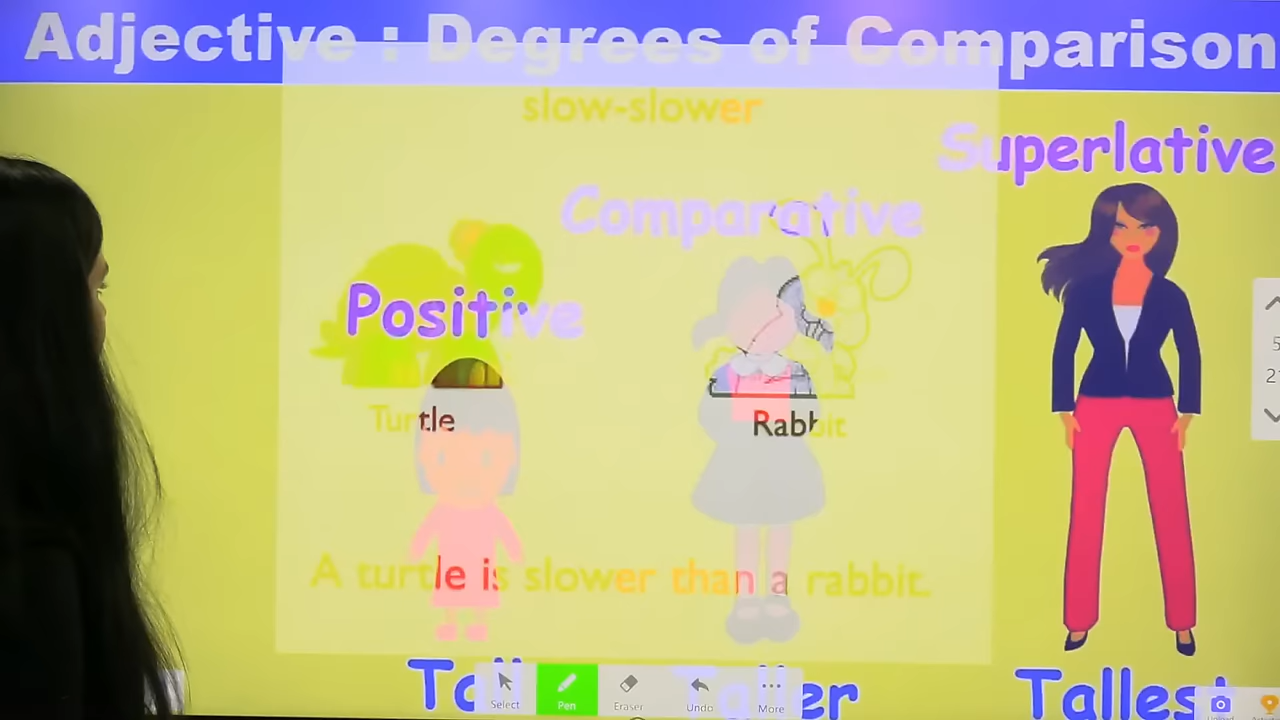 Adjective : Degrees of Comparison
slow-slower
Superlative
Comparative
Positive
Turtle
Rabbit
A turtle is slower than a rabbit.
Taller
Tallest
Select
Pen
Eraser
Undo
More